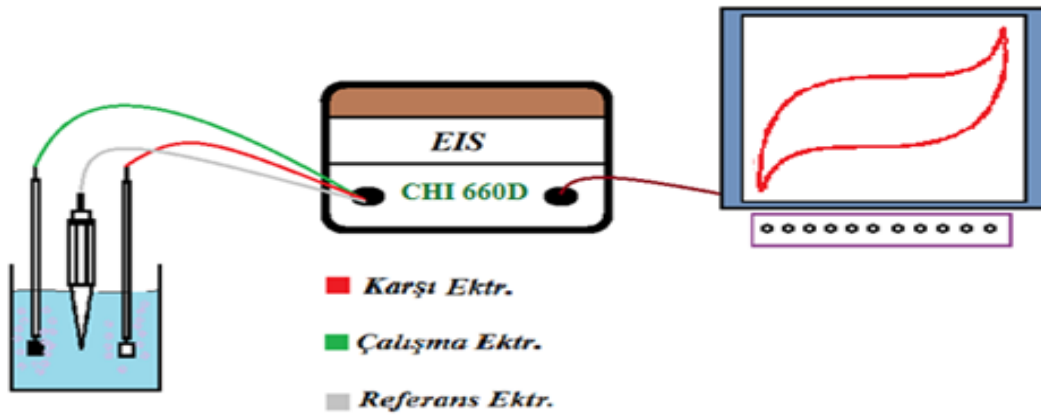 EIS
CHI 660D
Karşı Ektr.
Çalışma Ektr.
Referans Ektr.